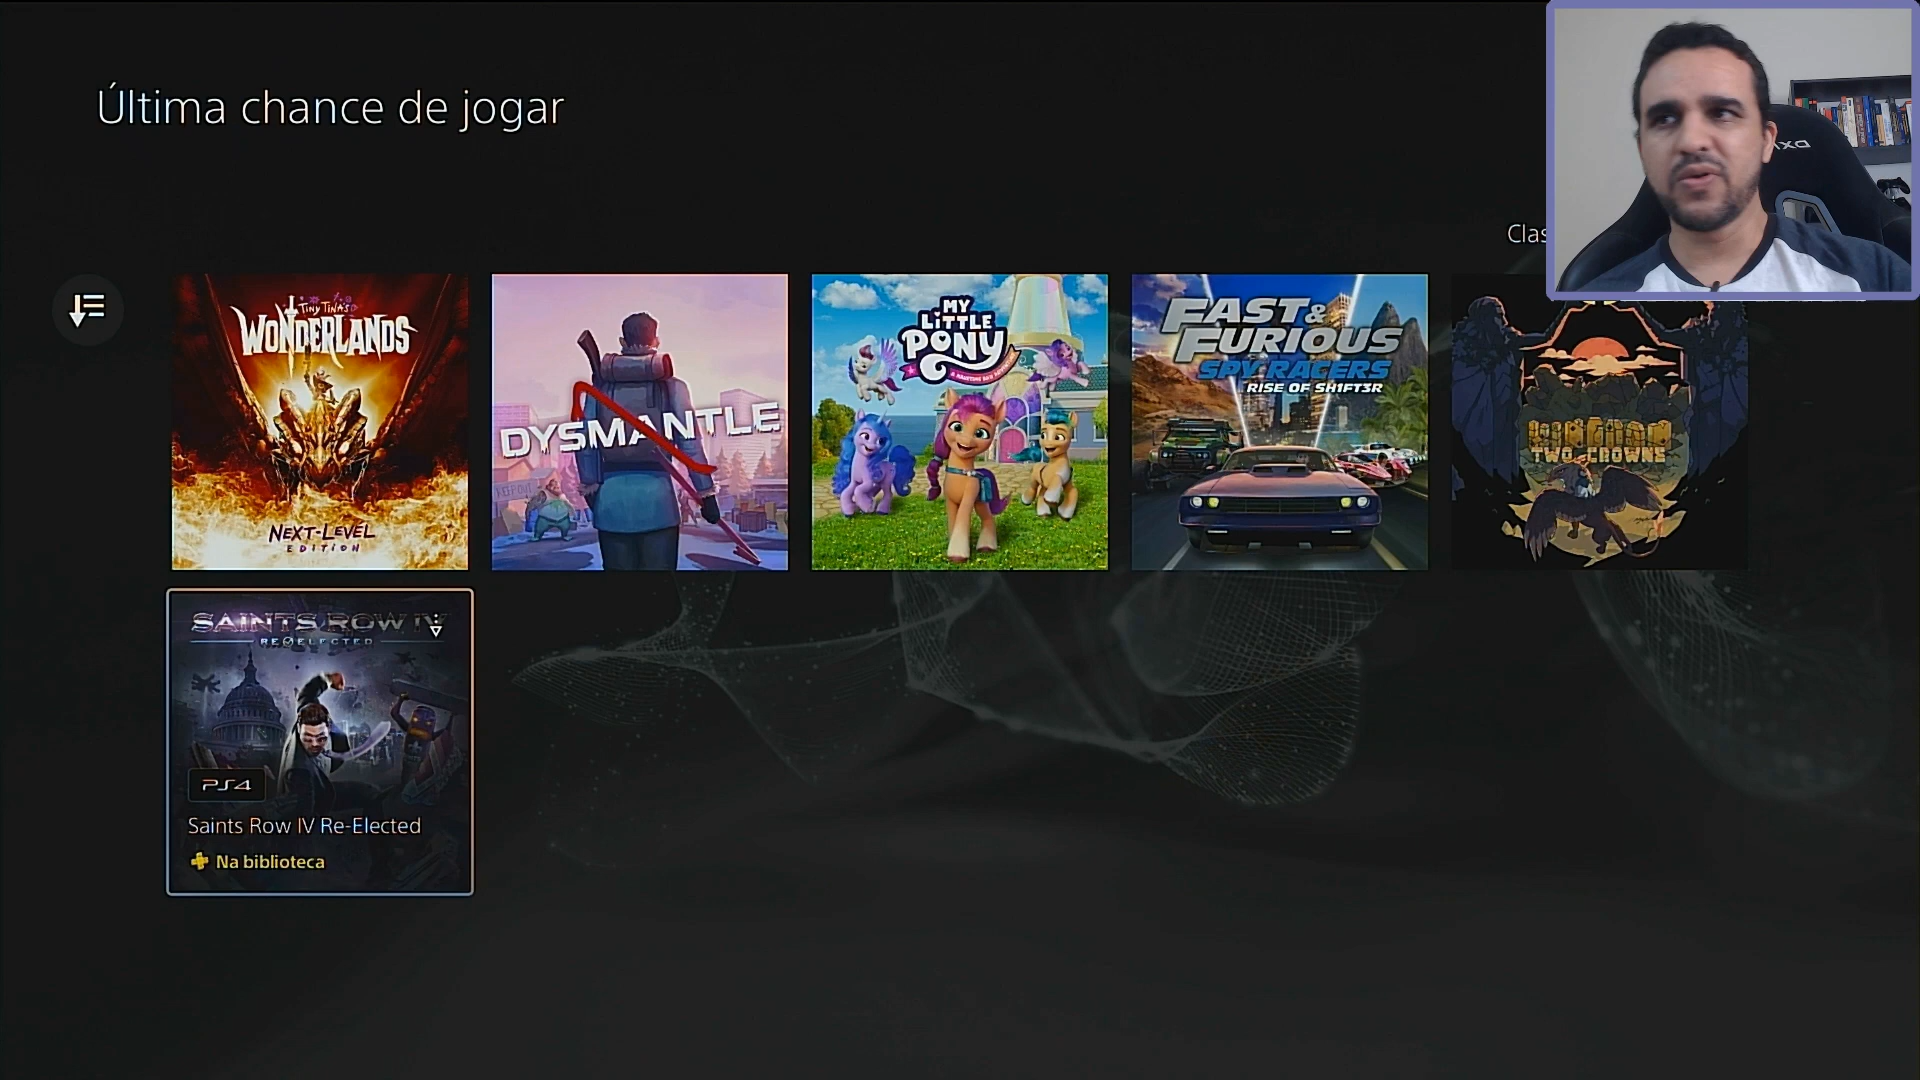 Última chance de jogar
Clas
TINY TINA'S
WONDERLANDS
NEXT-LEVEL
EDITION
DYSMANTLE
MY
LITTLE
PONY
FAST &
FURIOUS
SPY RACERS
RISE OF SH1FT3R
KINGDOM
TWO CROWNS
SAINTS ROW IV
RE-ELECTED
PS4
Saints Row IV Re-Elected
Na biblioteca